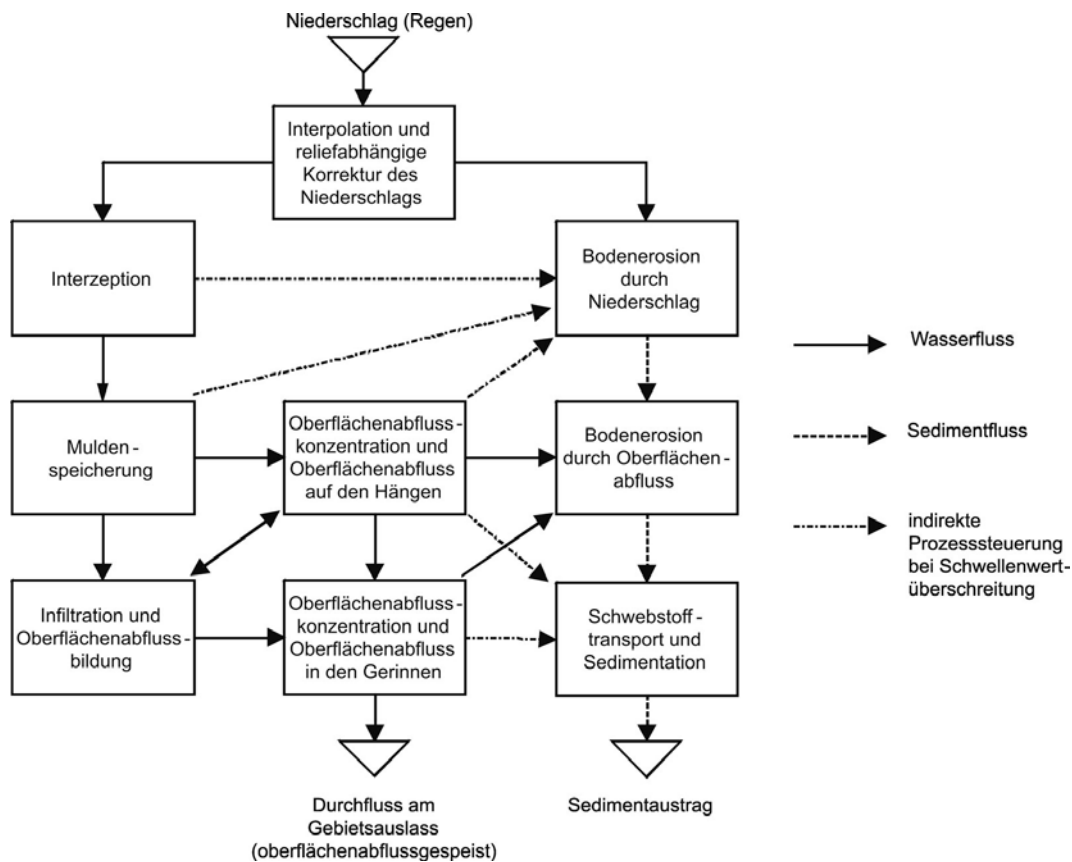 Niederschlag (Regen)
Interpolation und
reliefabhängige
Korrektur des
Niederschlags
Interzeption
Bodenerosion
durch
Niederschlag
Mulden-
speicherung
Oberflächenabfluss-
konzentration und
Oberflächenabfluss
auf den Hängen
Bodenerosion
durch Oberflächen-
abfluss
Infiltration und
Oberflächenabfluss-
bildung
Oberflächenabfluss-
konzentration und
Oberflächenabfluss
in den Gerinnen
Schwebstoff-
transport und
Sedimentation
Durchfluss am
Gebietsauslass
(oberflächenabflussgespeist)
Sedimentaustrag
Wasserfluss
Sedimentfluss
indirekte
Prozesssteuerung
bei Schwellenwert-
überschreitung